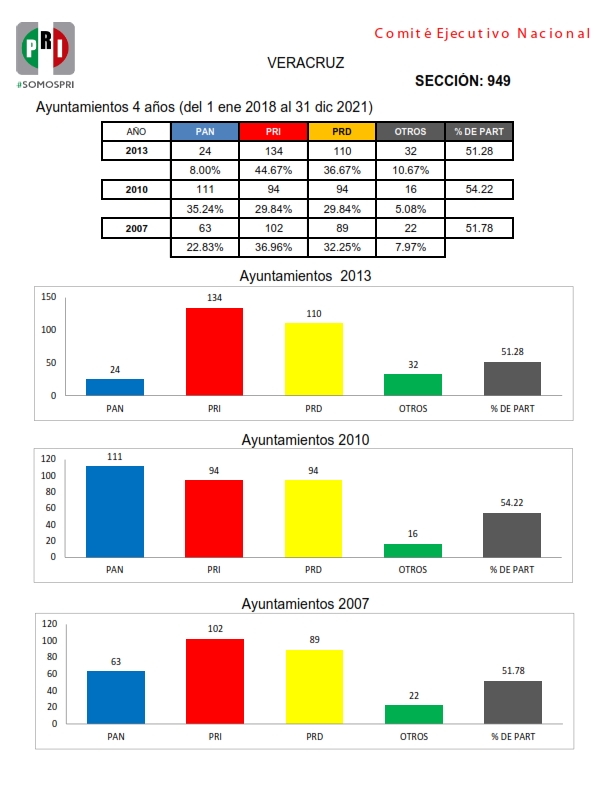 Comité Ejecutivo Nacional
PRI
#SOMOSPRI
VERACRUZ
SECCIÓN: 949
Ayuntamientos 4 años (del 1 ene 2018 al 31 dic 2021)
AÑO PAN PRI PRD OTROS % DE PART
2013 24 134 110 32 51.28
8.00% 44.67% 36.67% 10.67%
2010 111 94 94 16 54.22
35.24% 29.84% 29.84% 5.08%
2007 63 102 89 22 51.78
22.83% 36.96% 32.25% 7.97%
Ayuntamientos 2013
150
100
50
0
24 134 110 32 51.28
PAN PRI PRD OTROS % DE PART
Ayuntamientos 2010
120
100
80
60
40
20
0
111 94 94 16 54.22
PAN PRI PRD OTROS % DE PART
Ayuntamientos 2007
120
100
80
60
40
20
0
63 102 89 22 51.78
PAN PRI PRD OTROS % DE PART